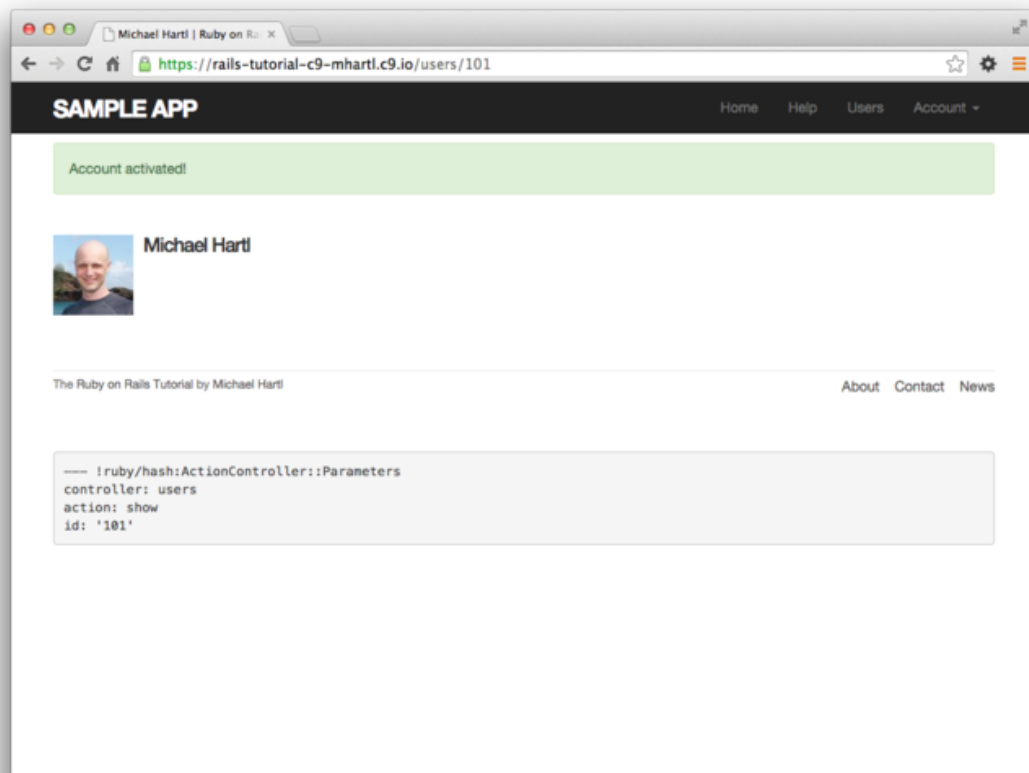 Michael Hartl | Ruby on Ra
https://rails-tutorial-c9-mhartl.c9.io/users/101
SAMPLE APP
Home Help Users Account
Account activated!
Michael Hartl
The Ruby on Rails Tutorial by Michael Hartl
About Contact News
--- !ruby/hash:ActionController::Parameters
controller: users
action: show
id: '101'